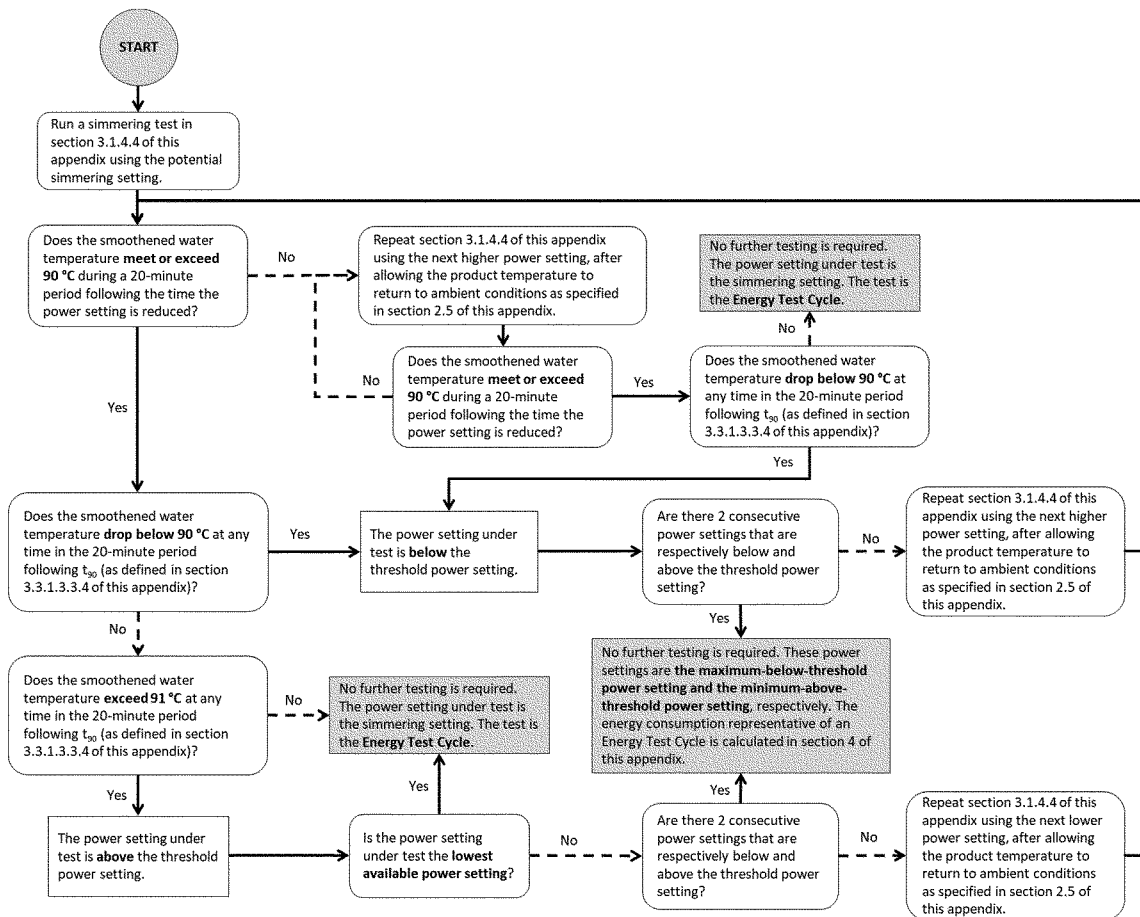 START
Run a simmering test in
section 3.1.4.4 of this
appendix using the potential
simmering setting.
Does the smoothened water
temperature meet or exceed
90 °C during a 20-minute
period following the time the
power setting is reduced?
No
Repeat section 3.1.4.4 of this appendix
using the next higher power setting, after
allowing the product temperature to
return to ambient conditions as specified
in section 2.5 of this appendix.
No further testing is required.
The power setting under test is
the simmering setting. The test is
the Energy Test Cycle.
No
Does the smoothened water
temperature meet or exceed
90 °C during a 20-minute
period following the time the
power setting is reduced?
No
Yes
Does the smoothened water
temperature drop below 90 °C at
any time in the 20-minute period
following t90 (as defined in section
3.3.1.3.3.4 of this appendix)?
Yes
Yes
Does the smoothened water
temperature drop below 90 °C at any
time in the 20-minute period
following t90 (as defined in section
3.3.1.3.3.4 of this appendix)?
Yes
The power setting under
test is below the
threshold power setting.
Are there 2 consecutive
power settings that are
respectively below and
above the threshold power
setting?
No
Repeat section 3.1.4.4 of this
appendix using the next higher
power setting, after allowing
the product temperature to
return to ambient conditions
as specified in section 2.5 of
this appendix.
No
Yes
Does the smoothened water
temperature exceed 91 °C at any
time in the 20-minute period
following t90 (as defined in section
3.3.1.3.3.4 of this appendix)?
No
No further testing is required.
The power setting under test is
the simmering setting. The test is
the Energy Test Cycle.
No further testing is required. These power
settings are the maximum-below-threshold
power setting and the minimum-above-
threshold power setting, respectively. The
energy consumption representative of an
Energy Test Cycle is calculated in section 4 of
this appendix.
Yes
Yes
Yes
The power setting under
test is above the threshold
power setting.
Is the power setting
under test the lowest
available power setting?
No
Are there 2 consecutive
power settings that are
respectively below and
above the threshold power
setting?
No
Repeat section 3.1.4.4 of this
appendix using the next lower
power setting, after allowing
the product temperature to
return to ambient conditions
as specified in section 2.5 of
this appendix.